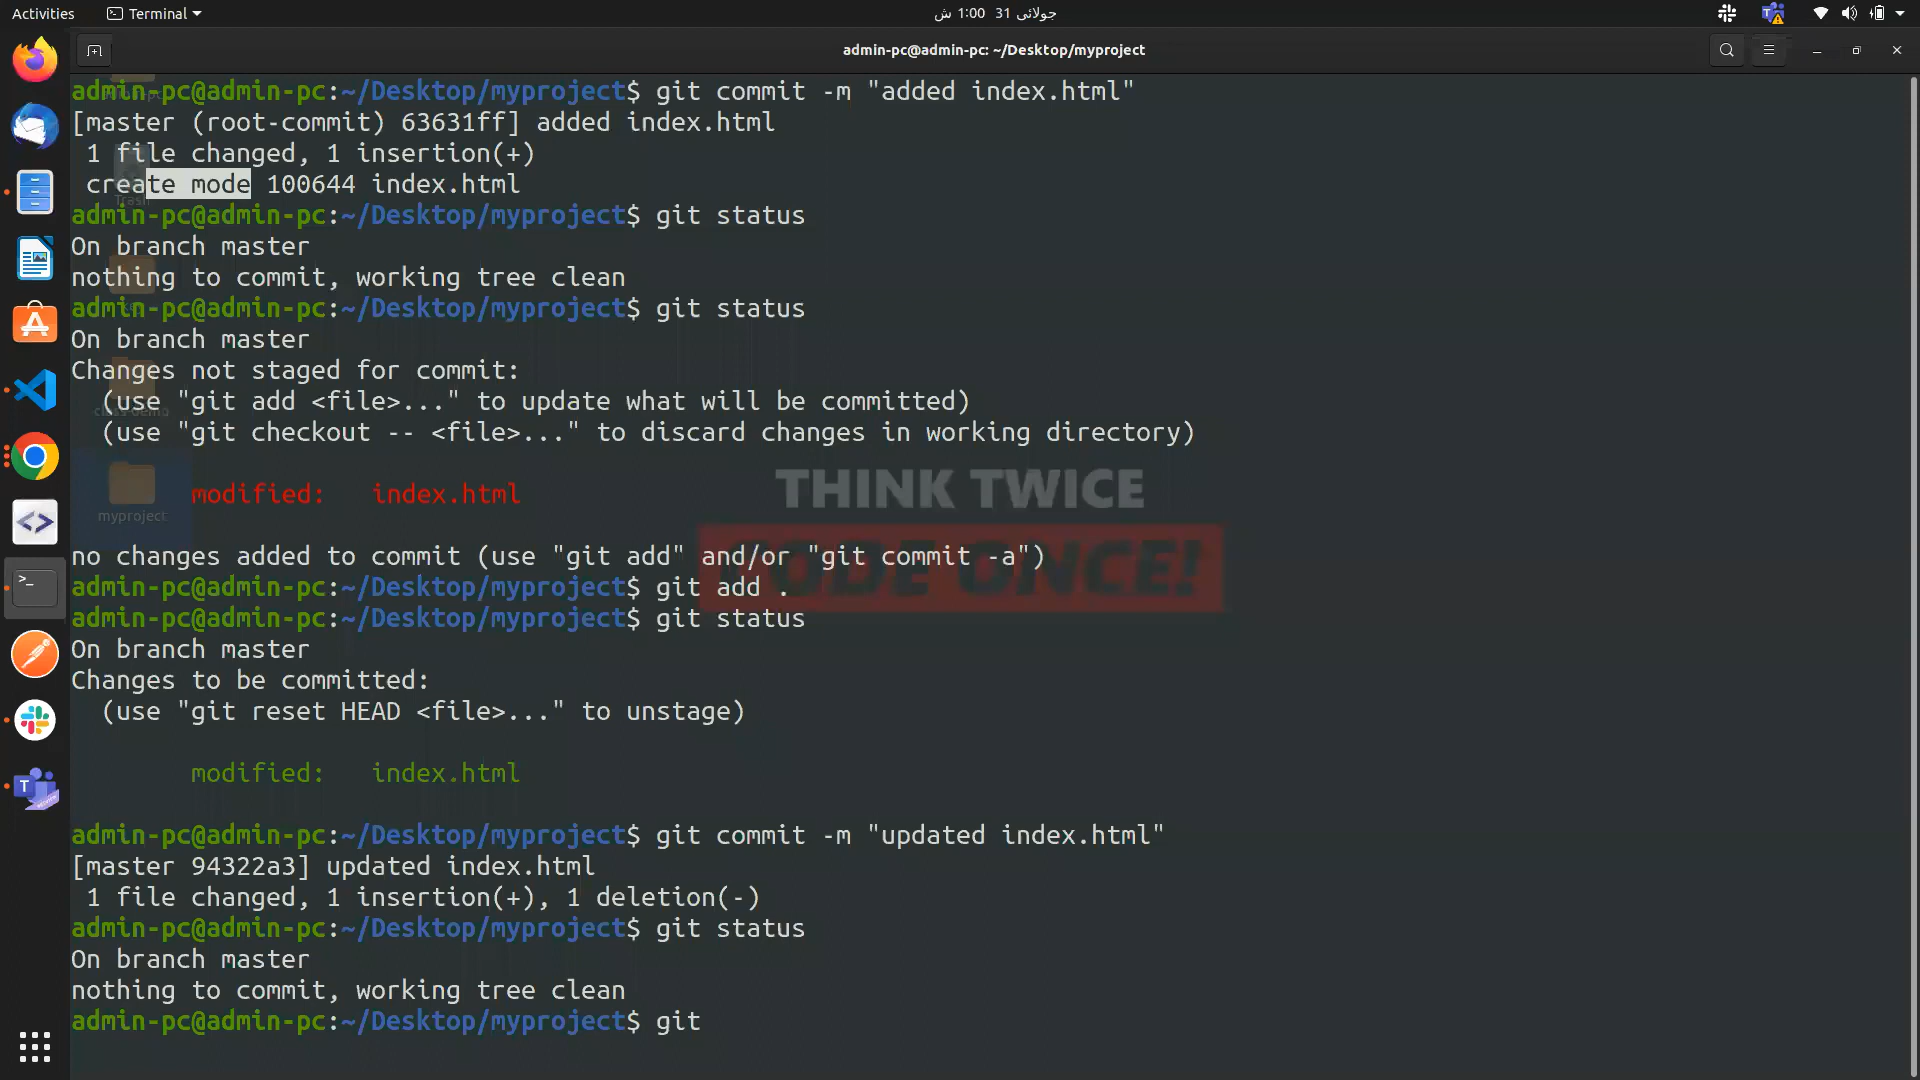 Activities
Terminal
جولائی 31 1:00 ش
admin-pc@admin-pc: ~/Desktop/myproject
admin-pc@admin-pc:~/Desktop/myproject$ git commit -m "added index.html"
[master (root-commit) 63631ff] added index.html
1 file changed, 1 insertion(+)
create mode 100644 index.html
Trash
admin-pc@admin-pc:~/Desktop/myproject$ git status
On branch master
nothing to commit, working tree clean
admin-pc@admin-pc:~/Desktop/myproject$ git status
On branch master
Changes not staged for commit:
(use "git add <file>..." to update what will be committed)
(use "git checkout -- <file>..." to discard changes in working directory)
modified: index.html
THINK TWICE
CODE ONCE!
myproject
no changes added to commit (use "git add" and/or "git commit -a")
admin-pc@admin-pc:~/Desktop/myproject$ git add .
admin-pc@admin-pc:~/Desktop/myproject$ git status
On branch master
Changes to be committed:
(use "git reset HEAD <file>..." to unstage)
modified: index.html
admin-pc@admin-pc:~/Desktop/myproject$ git commit -m "updated index.html"
[master 94322a3] updated index.html
1 file changed, 1 insertion(+), 1 deletion(-)
admin-pc@admin-pc:~/Desktop/myproject$ git status
On branch master
nothing to commit, working tree clean
admin-pc@admin-pc:~/Desktop/myproject$ git